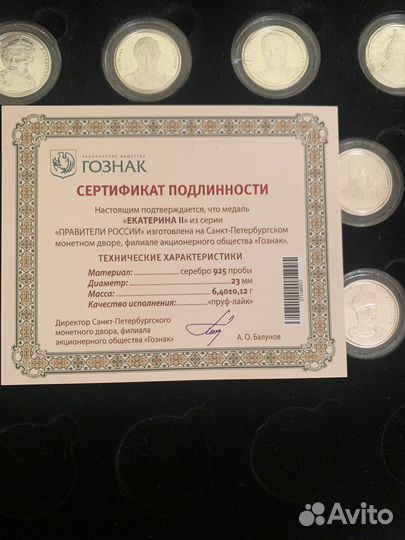 АКЦИОНЕРНОЕ ОБЩЕСТВО
ГОЗНАК
СЕРТИФИКАТ ПОДЛИННОСТИ
Настоящим подтверждается, что медаль
«ЕКАТЕРИНА II» из серии
«ПРАВИТЕЛИ РОССИИ» изготовлена на Санкт-Петербургском
монетном дворе, филиале акционерного общества «Гознак».
ТЕХНИЧЕСКИЕ ХАРАКТЕРИСТИКИ
Материал: серебро 925 пробы
Диаметр: 23 мм
Масса: 6,40±0,12 г
Качество исполнения: «пруф-лайк»
Директор Санкт-Петербургского
монетного двора, филиала
акционерного общества «Гознак»
А. О. Балунов
Avito